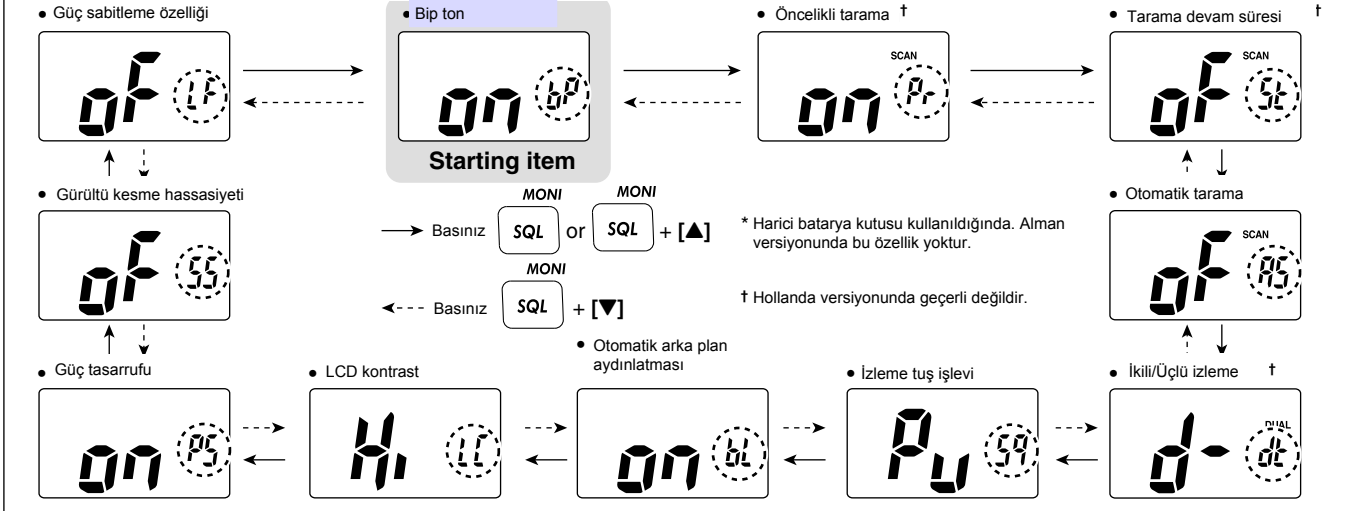 • Güç sabitleme özelliği
• Bip ton
• Öncelikli tarama †
• Tarama devam süresi †
oF LF
on bP
SCAN
on Pr
SCAN
oF St
Starting item
• Gürültü kesme hassasiyeti
• Otomatik tarama
oF SS
SCAN
oF AS
MONI MONI
Basınız SQL or SQL + [▲]
MONI
Basınız SQL + [▼]
* Harici batarya kutusu kullanıldığında. Alman
versiyonunda bu özellik yoktur.
† Hollanda versiyonunda geçerli değildir.
• Güç tasarrufu
• LCD kontrast
• Otomatik arka plan
aydınlatması
• İzleme tuş işlevi
• İkili/Üçlü izleme †
on PS
Hi LC
on bL
Pu Sq
DUAL
d- dt